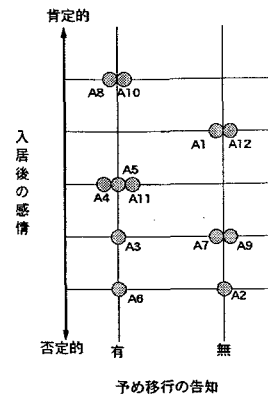 肯定的
A8 A10
A1 A12
入居後の感情
A5
A4 A11
A3 A7 A9
A6 A2
否定的 有 無
予め移行の告知